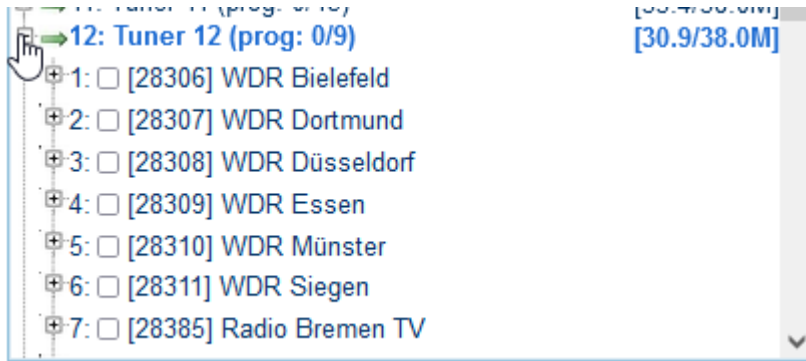 12: Tuner 12 (prog: 0/9) [30.9/38.0M]
1: [28306] WDR Bielefeld
2: [28307] WDR Dortmund
3: [28308] WDR Düsseldorf
4: [28309] WDR Essen
5: [28310] WDR Münster
6: [28311] WDR Siegen
7: [28385] Radio Bremen TV